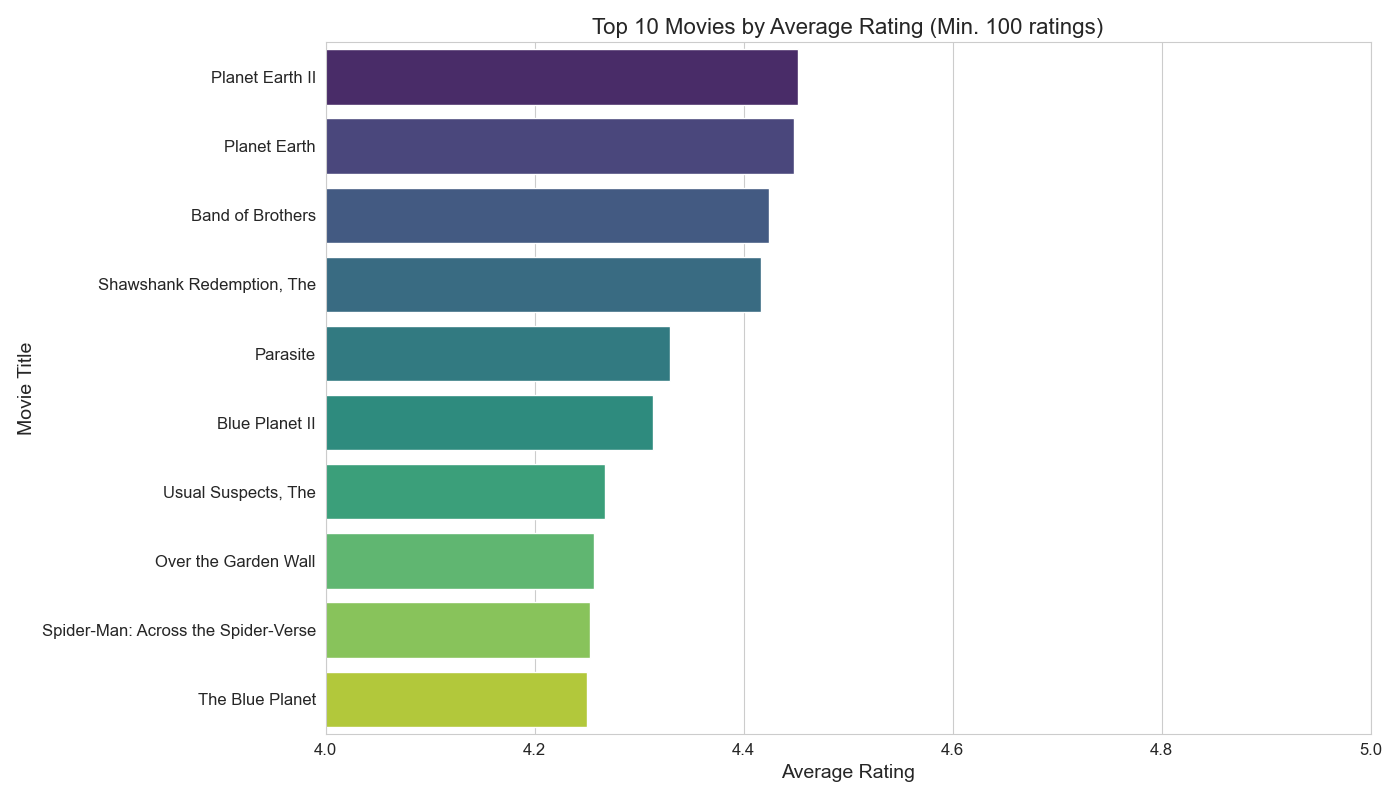 Top 10 Movies by Average Rating (Min. 100 ratings)
Movie Title
Planet Earth II
Planet Earth
Band of Brothers
Shawshank Redemption, The
Parasite
Blue Planet II
Usual Suspects, The
Over the Garden Wall
Spider-Man: Across the Spider-Verse
The Blue Planet
4.0 4.2 4.4 4.6 4.8 5.0
Average Rating